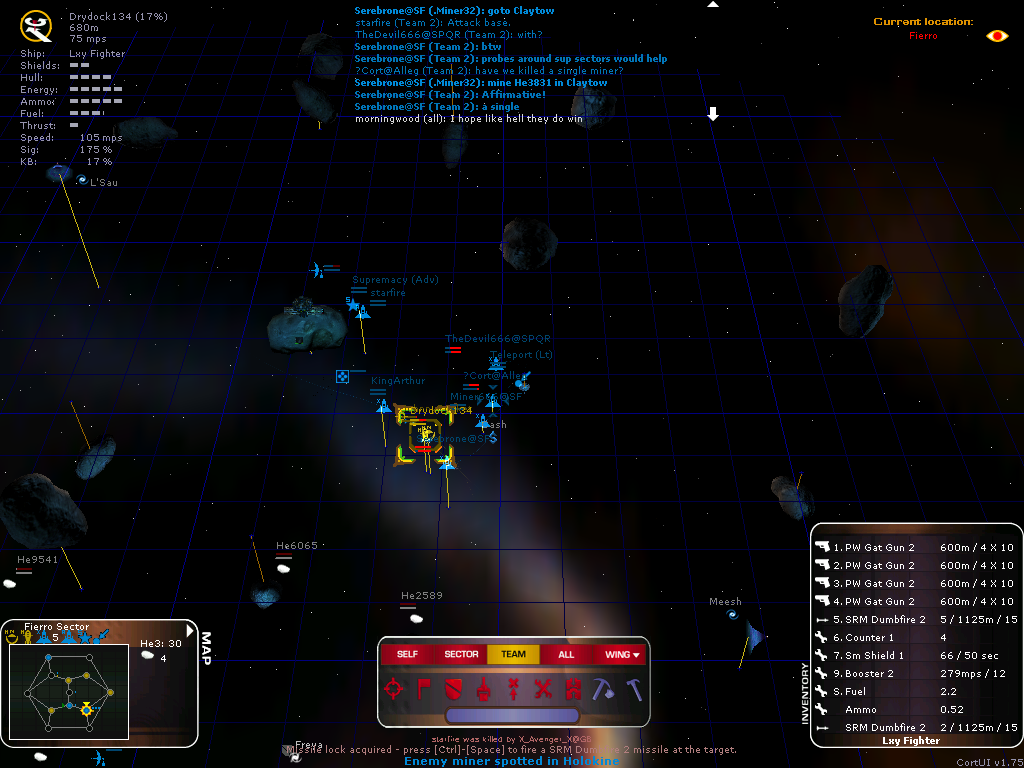 Drydock134 (17%)
680m
75 mps
Ship: Lxy Fighter
Shields:
Hull:
Energy:
Ammo:
Fuel:
Thrust:
Speed: 105 mps
Sig: 175 %
KB: 17 %
Serebrone@SF (.Miner32): goto Claytow
starfire (Team 2): Attack base.
TheDevil666@SPQR (Team 2): with?
Serebrone@SF (Team 2): btw
Serebrone@SF (Team 2): probes around sup sectors would help
?Cort@Alleg (Team 2): have we killed a single miner?
Serebrone@SF (.Miner32): mine He3831 in Claytow
Serebrone@SF (Team 2): Affirmative!
Serebrone@SF (Team 2): a single
morningwood (all): I hope like hell they do win
Current location:
Fierro
L'Sau
Supremacy (Adv)
starfire
TheDevil666@SPQR
Teleport (Lt)
KingArthur
?Cort@Alleg
Drydock134
He9541
He6065
He2589
Meesh
Freya
Fierro Sector
5
He3: 30
4
MAP
SELF SECTOR TEAM ALL WING
starfire was killed by X_Avenger_X@GB
Missile lock acquired - press [Ctrl]-[Space] to fire a SRM Dumbfire 2 missile at the target.
Enemy miner spotted in Holykine
INVENTORY
1. PW Gat Gun 2 600m / 4 X 10
2. PW Gat Gun 2 600m / 4 X 10
3. PW Gat Gun 2 600m / 4 X 10
4. PW Gat Gun 2 600m / 4 X 10
5. SRM Dumbfire 2 5 / 1125m / 15
6. Counter 1 4
7. Sm Shield 1 66 / 50 sec
9. Booster 2 279mps / 12
S. Fuel 2.2
Ammo 0.52
SRM Dumbfire 2 2 / 1125m / 15
Lxy Fighter
CortUI v1.75